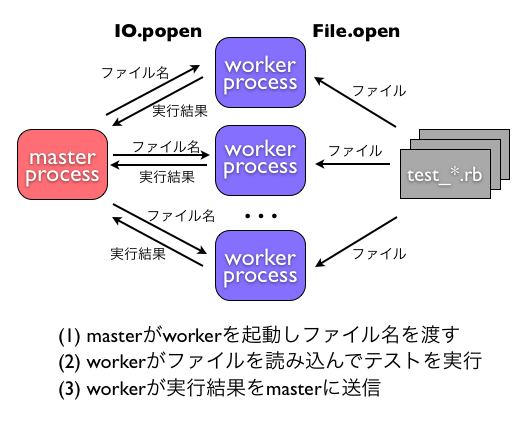 IO.popen
File.open
ファイル名
実行結果
worker
process
ファイル
master
process
ファイル名
実行結果
worker
process
ファイル
test_*.rb
ファイル名
実行結果
...
worker
process
ファイル
(1) masterがworkerを起動しファイル名を渡す
(2) workerがファイルを読み込んでテストを実行
(3) workerが実行結果をmasterに送信